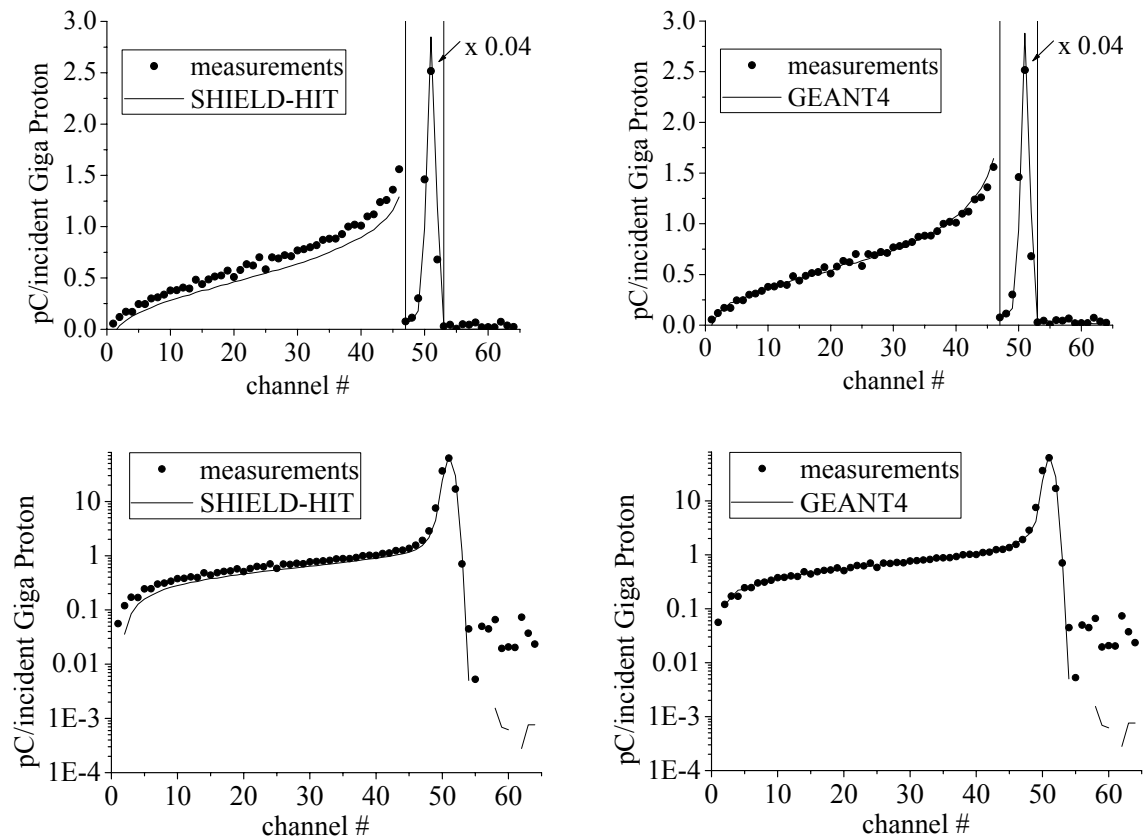 3.0
2.5
2.0
1.5
1.0
0.5
0.0
pC/incident Giga Proton
measurements
SHIELD-HIT
x 0.04
0 10 20 30 40 50 60
channel #
3.0
2.5
2.0
1.5
1.0
0.5
0.0
pC/incident Giga Proton
measurements
GEANT4
x 0.04
0 10 20 30 40 50 60
channel #
10
1
0.1
0.01
1E-3
1E-4
pC/incident Giga Proton
measurements
SHIELD-HIT
0 10 20 30 40 50 60
channel #
10
1
0.1
0.01
1E-3
1E-4
pC/incident Giga Proton
measurements
GEANT4
0 10 20 30 40 50 60
channel #